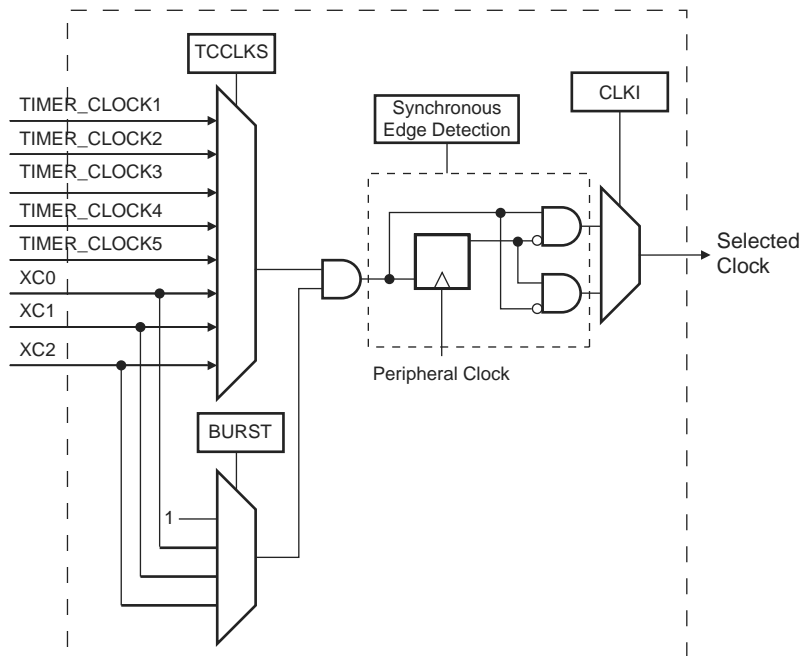 TCCLKS
TIMER_CLOCK1
TIMER_CLOCK2
TIMER_CLOCK3
TIMER_CLOCK4
TIMER_CLOCK5
XC0
XC1
XC2
Synchronous
Edge Detection
CLKI
Selected
Clock
Peripheral Clock
BURST
1